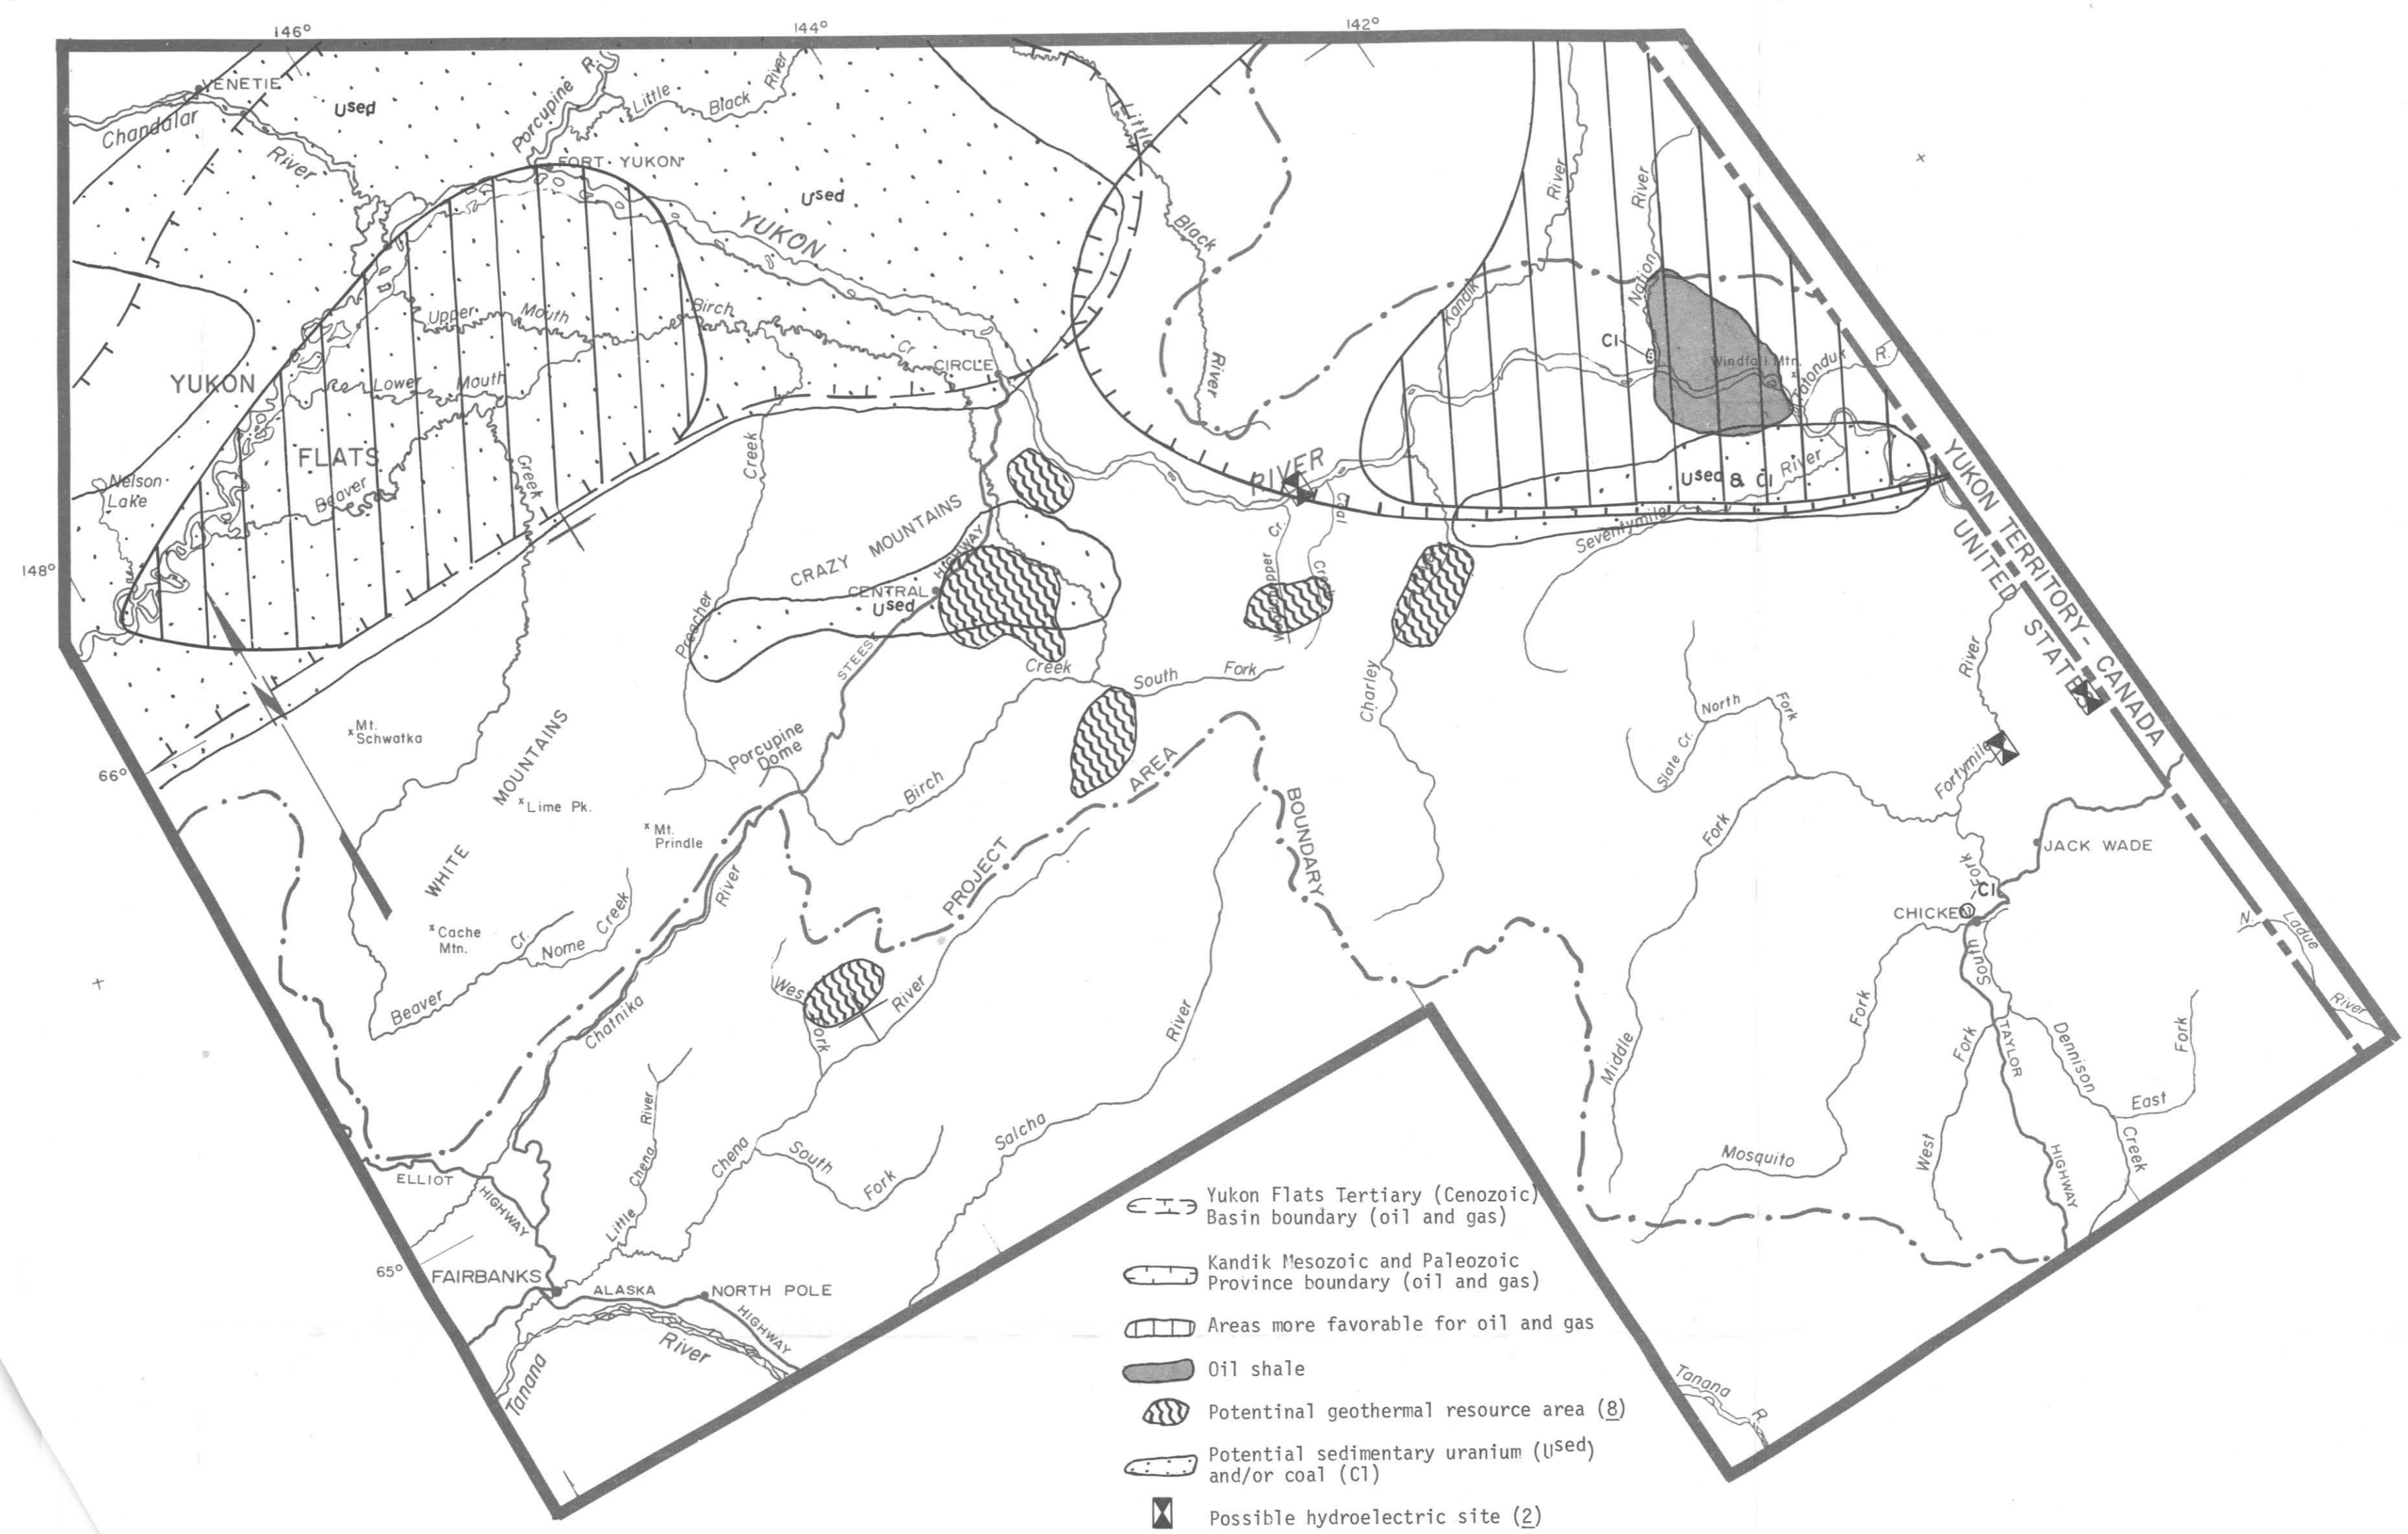 146°
144°
142°
VENETIE
Chandalar
River
Used
Porcupine R.
Little Black River
FORT YUKON
Used
YUKON
Little
Black
River
River
River
Kandik
Nation
Cl
Windfall Mtn.
Tatonduk R.
Upper Mouth Birch
Cr.
CIRCLE
YUKON
Lower Mouth
FLATS
Beaver
Creek
Creek
Nelson
Lake
148°
RIVER
Used & Cl
River
Seventymile
YUKON TERRITORY - CANADA
UNITED STATES
CRAZY MOUNTAINS
HIGHWAY
CENTRAL
Used
STEESE
Preacher
Coal
Creek
Woodchopper
Cr.
Creek
South Fork
Charley
River
Fortymile
North Fork
Slate Cr.
Mt.
Schwatka
66°
MOUNTAINS
WHITE
Lime Pk.
Mt.
Prindle
Porcupine
Dome
Birch
PROJECT AREA
BOUNDARY
Fork
JACK WADE
Fork
Cl
CHICKEN
South
N. Ladue
River
Cache
Mtn.
Nome Creek
Cr.
Beaver
River
Chatnika
River
River
Middle
Fork
Fork
TAYLOR
Dennison
Fork
East
Creek
West
HIGHWAY
Mosquito
ELLIOT
HIGHWAY
Little Chena River
Chena
South
Fork
Salcha
65°
FAIRBANKS
ALASKA
NORTH POLE
HIGHWAY
Tanana
River
Tanana
R.
Yukon Flats Tertiary (Cenozoic)
Basin boundary (oil and gas)
Kandik Mesozoic and Paleozoic
Province boundary (oil and gas)
Areas more favorable for oil and gas
Oil shale
Potentinal geothermal resource area (8)
Potential sedimentary uranium (Used)
and/or coal (Cl)
Possible hydroelectric site (2)